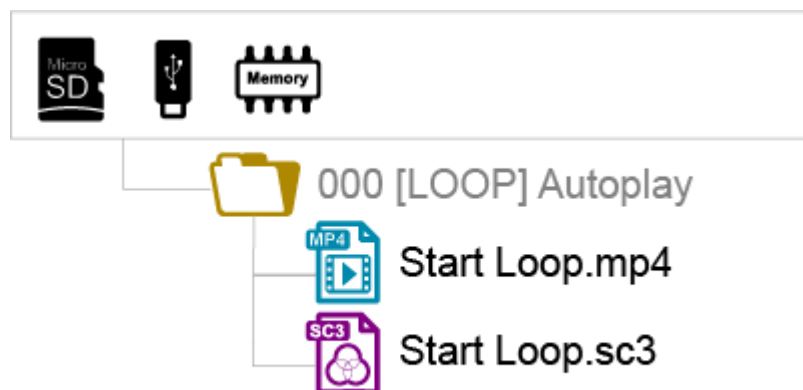 Micro
SD
Memory
000 [LOOP] Autoplay
MP4
Start Loop.mp4
SC3
Start Loop.sc3